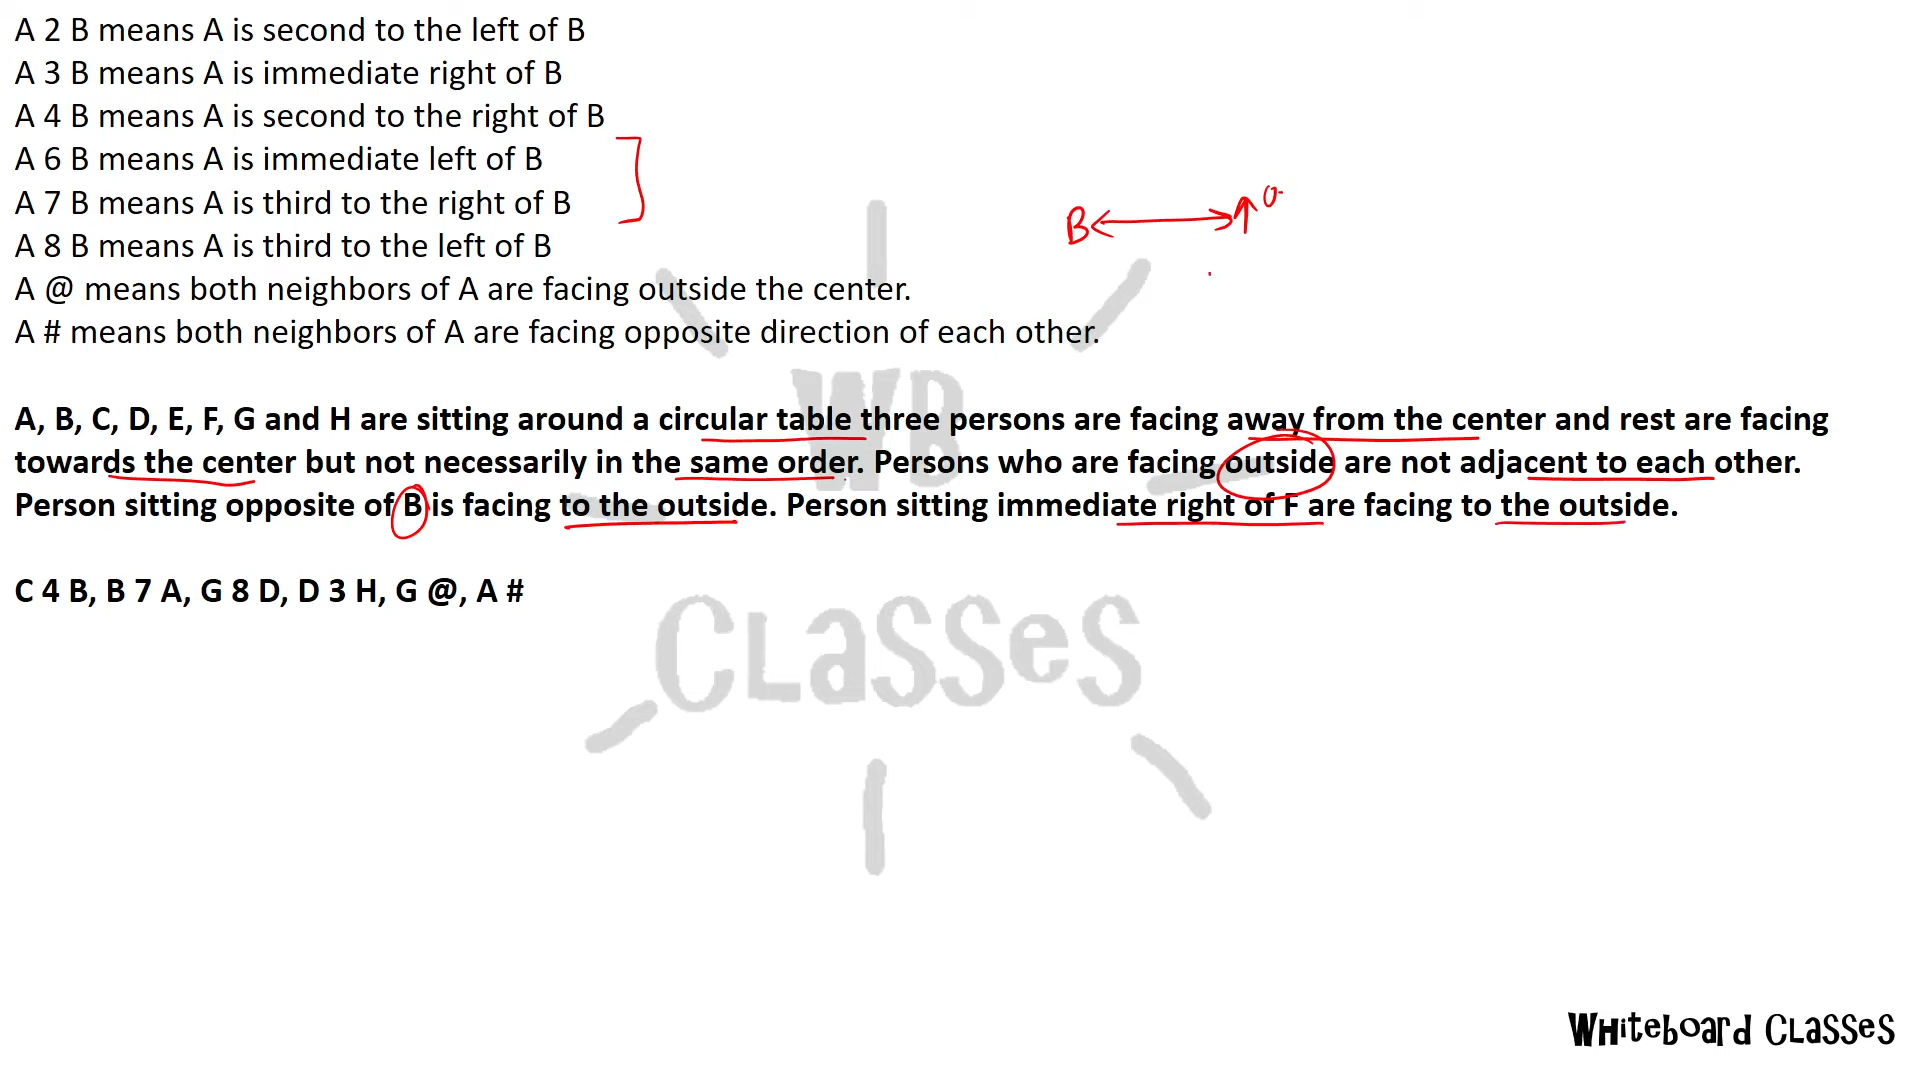 A 2 B means A is second to the left of B
A 3 B means A is immediate right of B
A 4 B means A is second to the right of B
A 6 B means A is immediate left of B
A 7 B means A is third to the right of B
A 8 B means A is third to the left of B
A @ means both neighbors of A are facing outside the center.
A # means both neighbors of A are facing opposite direction of each other.
B
A, B, C, D, E, F, G and H are sitting around a circular table three persons are facing away from the center and rest are facing
towards the center but not necessarily in the same order. Persons who are facing outside are not adjacent to each other.
Person sitting opposite of B is facing to the outside. Person sitting immediate right of F are facing to the outside.
C 4 B, B 7 A, G 8 D, D 3 H, G @, A #
WB
CLaSSeS
WHiteboard CLaSSeS